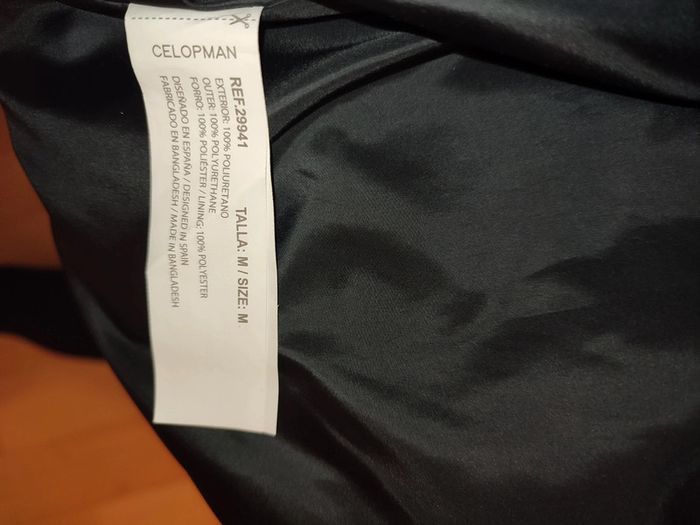 CELOPMAN
REF.29941 TALLA: M / SIZE: M
EXTERIOR: 100% POLIURETANO
OUTER: 100% POLYURETHANE
FORRO: 100% POLIÉSTER / LINING: 100% POLYESTER
DISEÑADO EN ESPAÑA / DESIGNED IN SPAIN
FABRICADO EN BANGLADESH / MADE IN BANGLADESH